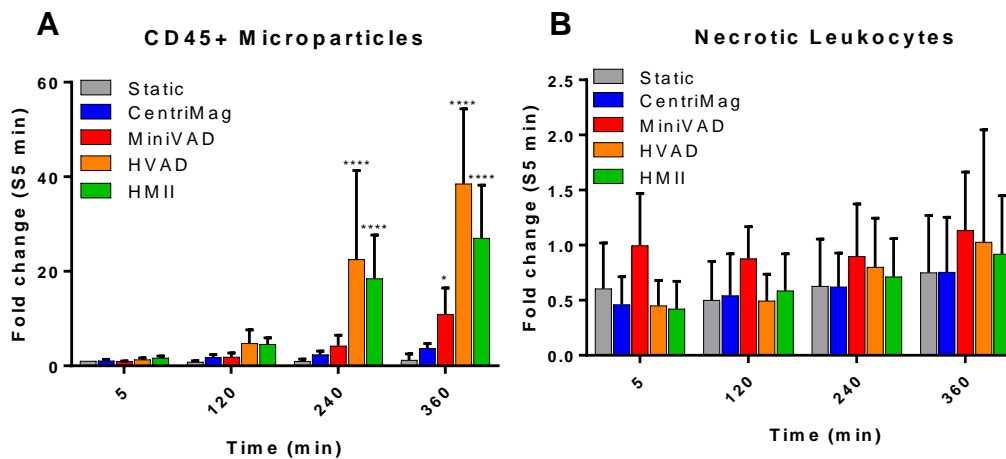 A
CD45+ Microparticles
Static
CentriMag
MiniVAD
HVAD
HMII
Fold change (S5 min)
60
40
20
0
****
****
*
****
****
5
120
240
360
Time (min)
B
Necrotic Leukocytes
Static
CentriMag
MiniVAD
HVAD
HMII
Fold change (S5 min)
2.5
2.0
1.5
1.0
0.5
0.0
5
120
240
360
Time (min)